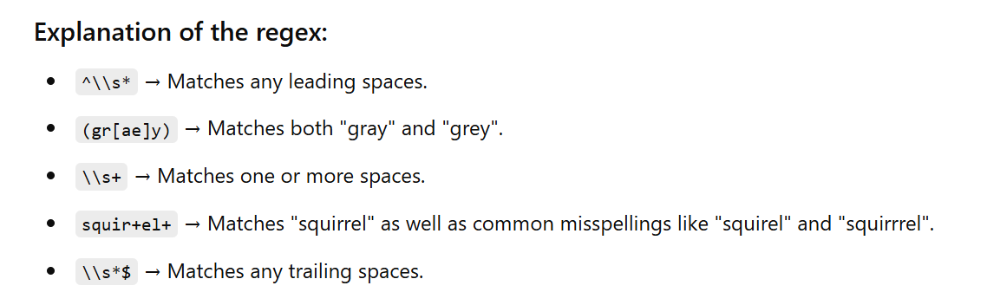 Explanation of the regex:
• ^\\s* → Matches any leading spaces.
• (gr[ae]y) → Matches both "gray" and "grey".
• \\s+ → Matches one or more spaces.
• squir+el+ → Matches "squirrel" as well as common misspellings like "squirel" and "squirrrel".
• \\s*$ → Matches any trailing spaces.